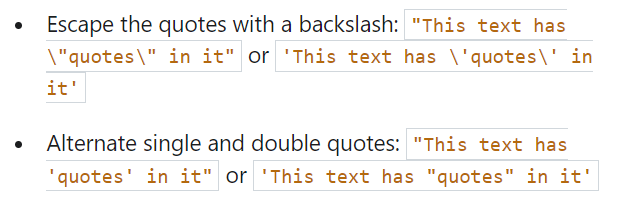 • Escape the quotes with a backslash: "This text has
\"quotes\" in it" or 'This text has \'quotes\' in
it'
• Alternate single and double quotes: "This text has
'quotes' in it" or 'This text has "quotes" in it'